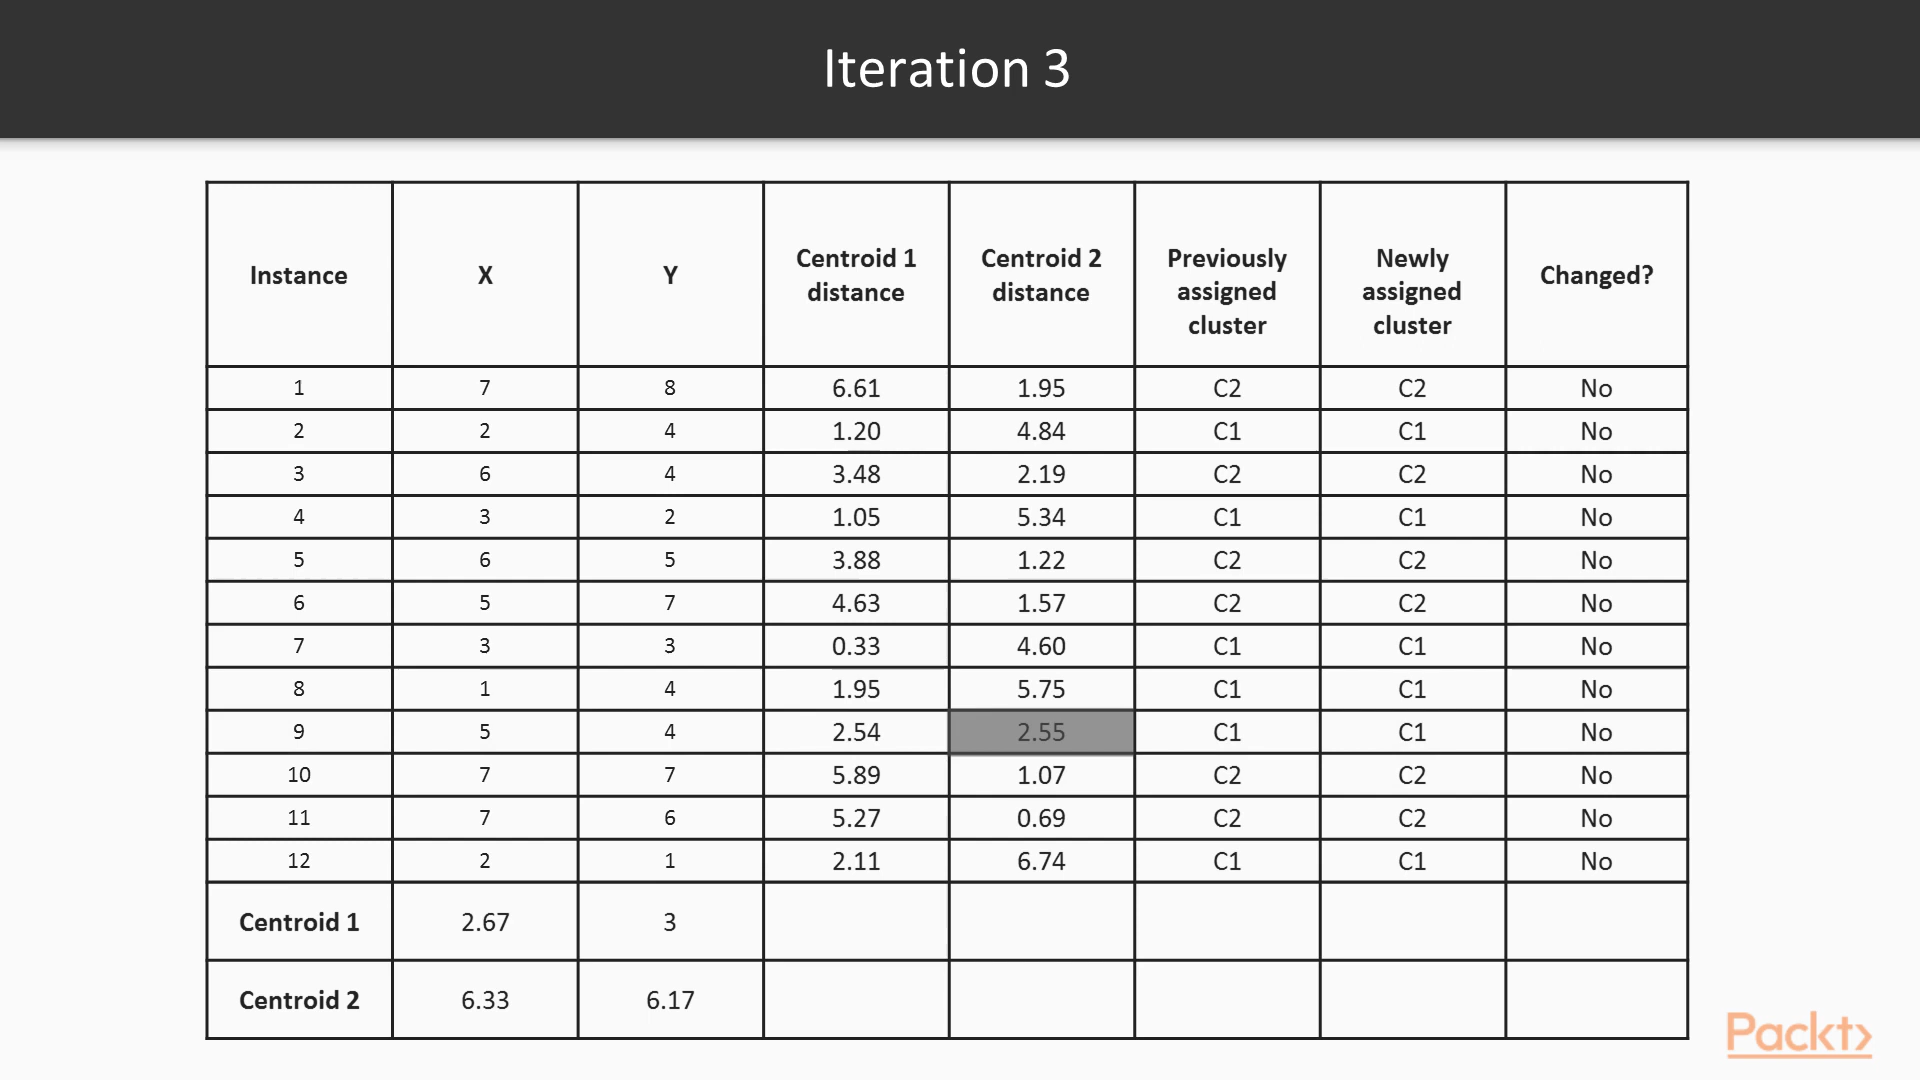 Iteration 3
Instance X Y Centroid 1 distance Centroid 2 distance Previously assigned cluster Newly assigned cluster Changed?
1 7 8 6.61 1.95 C2 C2 No
2 2 4 1.20 4.84 C1 C1 No
3 6 4 3.48 2.19 C2 C2 No
4 3 2 1.05 5.34 C1 C1 No
5 6 5 3.88 1.22 C2 C2 No
6 5 7 4.63 1.57 C2 C2 No
7 3 3 0.33 4.60 C1 C1 No
8 1 4 1.95 5.75 C1 C1 No
9 5 4 2.54 2.55 C1 C1 No
10 7 7 5.89 1.07 C2 C2 No
11 7 6 5.27 0.69 C2 C2 No
12 2 1 2.11 6.74 C1 C1 No
Centroid 1 2.67 3
Centroid 2 6.33 6.17
Packt>